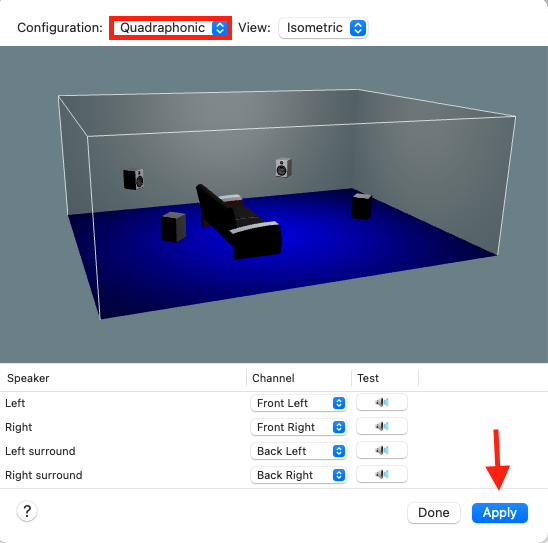 Configuration: Quadraphonic View: Isometric
Speaker Channel Test
Left Front Left
Right Front Right
Left surround Back Left
Right surround Back Right
? Done Apply